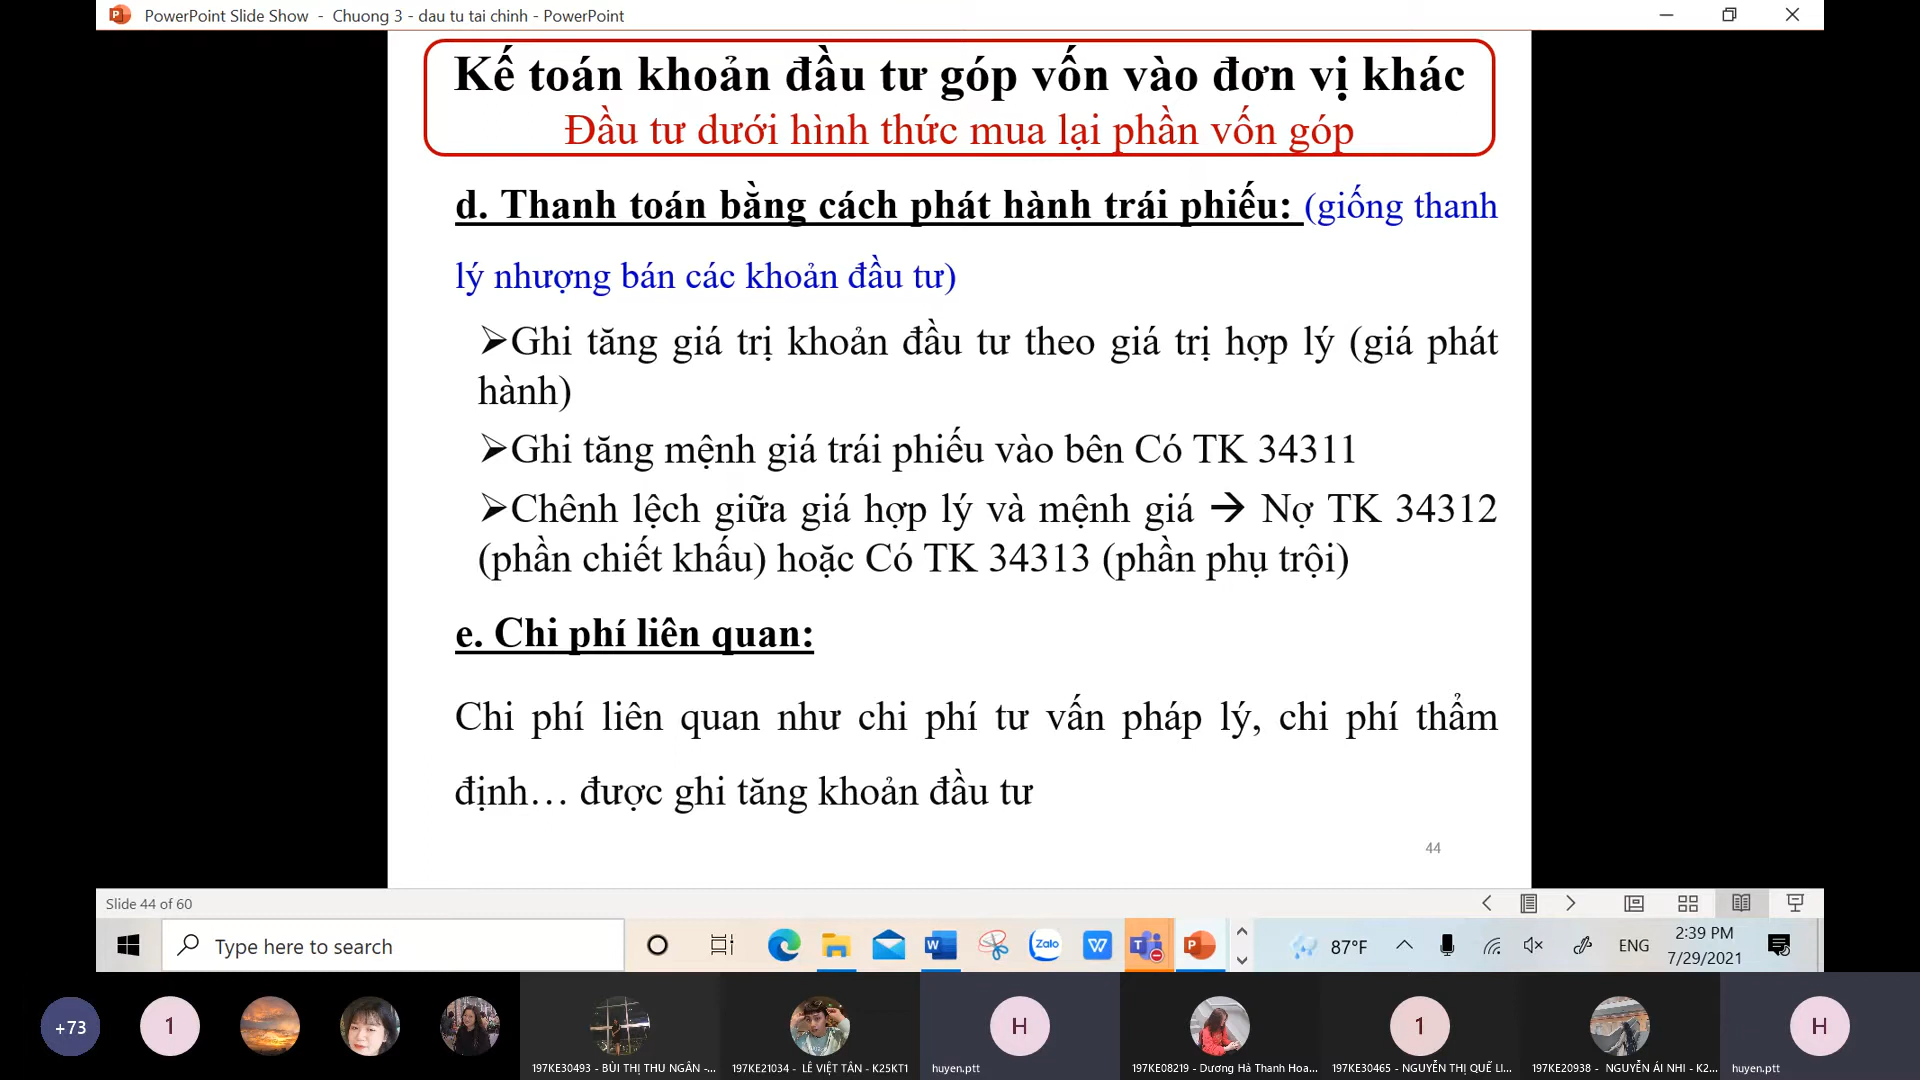 PowerPoint Slide Show - Chuong 3 - dau tu tai chinh - PowerPoint
Kế toán khoản đầu tư góp vốn vào đơn vị khác
Đầu tư dưới hình thức mua lại phần vốn góp
d. Thanh toán bằng cách phát hành trái phiếu: (giống thanh
lý nhượng bán các khoản đầu tư)
➢Ghi tăng giá trị khoản đầu tư theo giá trị hợp lý (giá phát
hành)
➢Ghi tăng mệnh giá trái phiếu vào bên Có TK 34311
➢Chênh lệch giữa giá hợp lý và mệnh giá → Nợ TK 34312
(phần chiết khấu) hoặc Có TK 34313 (phần phụ trội)
e. Chi phí liên quan:
Chi phí liên quan như chi phí tư vấn pháp lý, chi phí thẩm
định… được ghi tăng khoản đầu tư
44
Slide 44 of 60
Type here to search
Zalo
87°F
ENG
2:39 PM
7/29/2021
+73
1
H
1
H
197KE30493 - BÙI THỊ THU NGÂN -...
197KE21034 - LÊ VIỆT TÂN - K25KT1
huyen.ptt
197KE08219 - Dương Hà Thanh Hoa...
197KE30465 - NGUYỄN THỊ QUẾ LI...
197KE20938 - NGUYỄN ÁI NHI - K2...
huyen.ptt